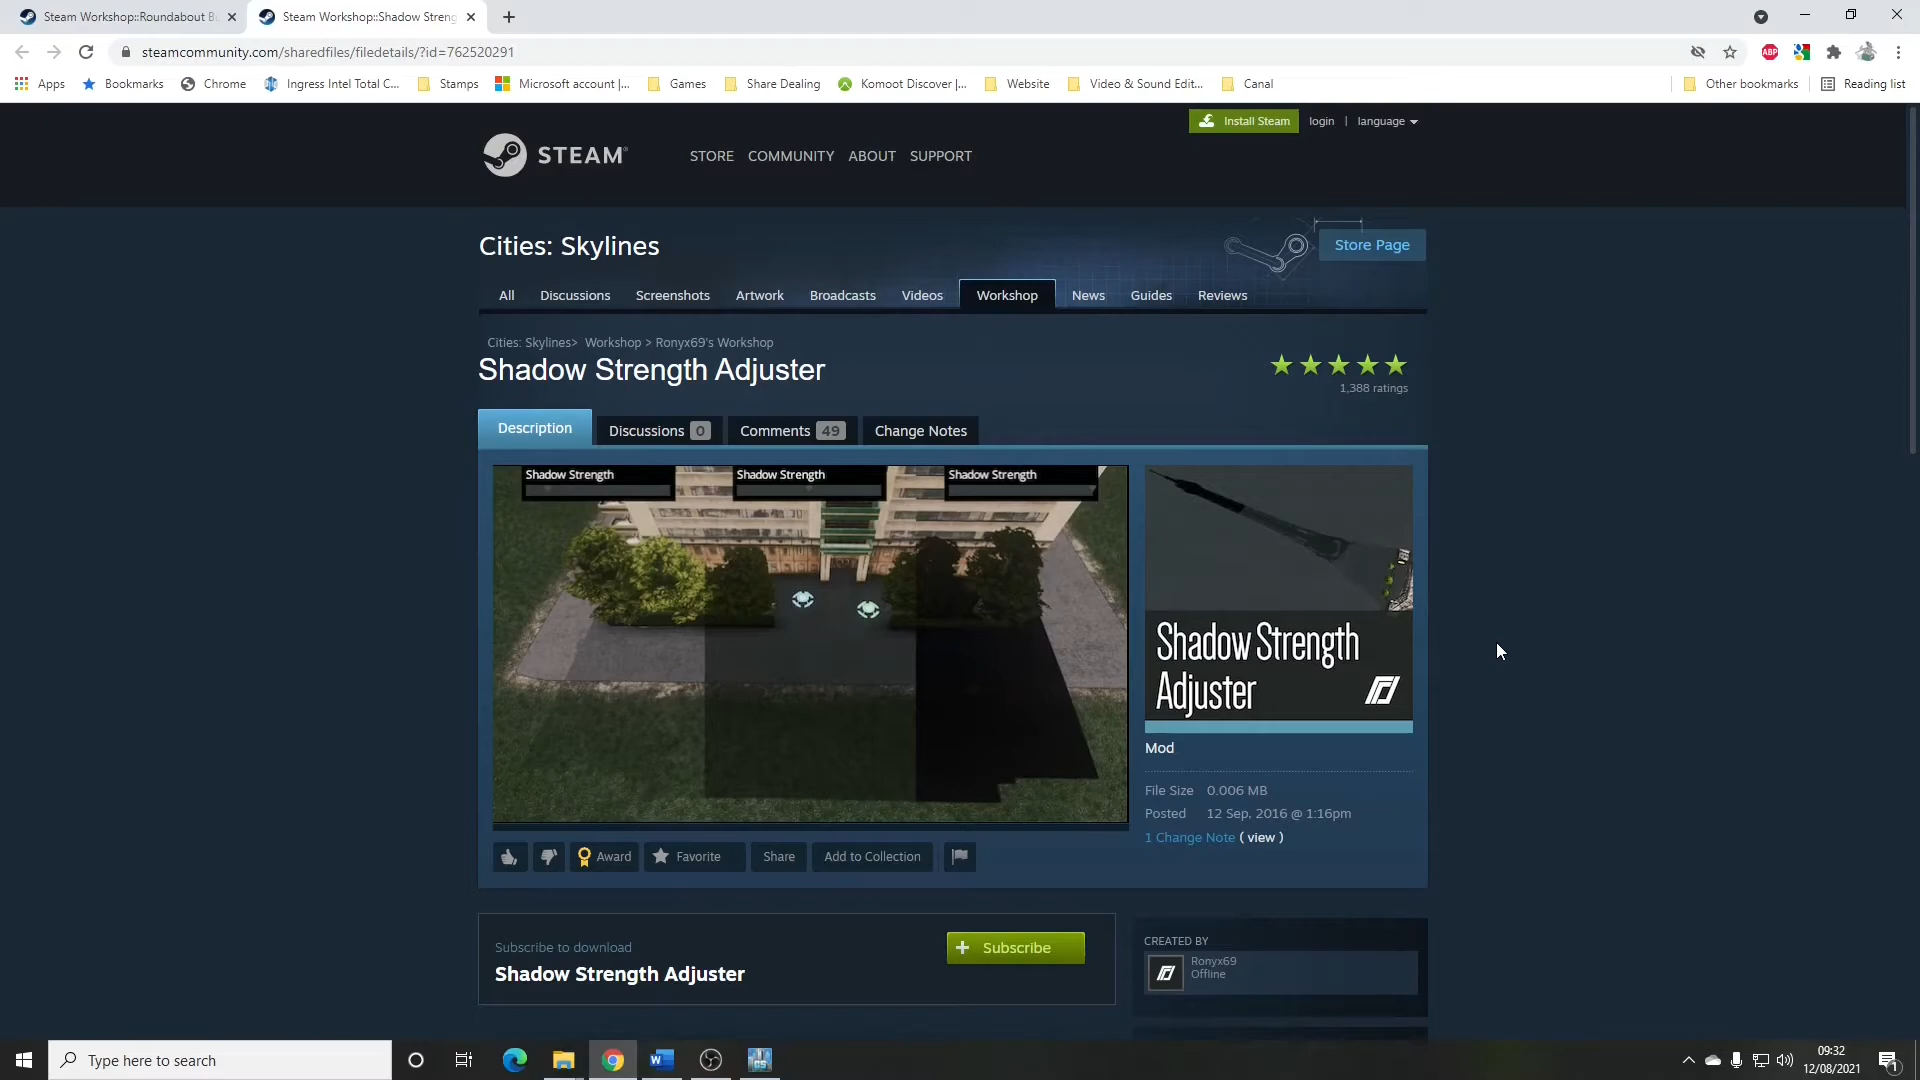 Steam Workshop::Roundabout Bu
Steam Workshop::Shadow Streng
steamcommunity.com/sharedfiles/filedetails/?id=762520291
ABP
Apps
Bookmarks
Chrome
Ingress Intel Total C...
Stamps
Microsoft account |...
Games
Share Dealing
Komoot Discover |...
Website
Video & Sound Edit...
Canal
Other bookmarks
Reading list
Install Steam
login
|
language
STEAM®
STORE
COMMUNITY
ABOUT
SUPPORT
Cities: Skylines
Store Page
All
Discussions
Screenshots
Artwork
Broadcasts
Videos
Workshop
News
Guides
Reviews
Cities: Skylines> Workshop > Ronyx69's Workshop
Shadow Strength Adjuster
1,388 ratings
Description
Discussions 0
Comments 49
Change Notes
Shadow Strength
Shadow Strength
Shadow Strength
Shadow Strength
Adjuster
Mod
File Size 0.006 MB
Posted 12 Sep, 2016 @ 1:16pm
1 Change Note ( view )
Award
Favorite
Share
Add to Collection
Subscribe to download
Shadow Strength Adjuster
+ Subscribe
CREATED BY
Ronyx69
Offline
Type here to search
09:32
12/08/2021
1